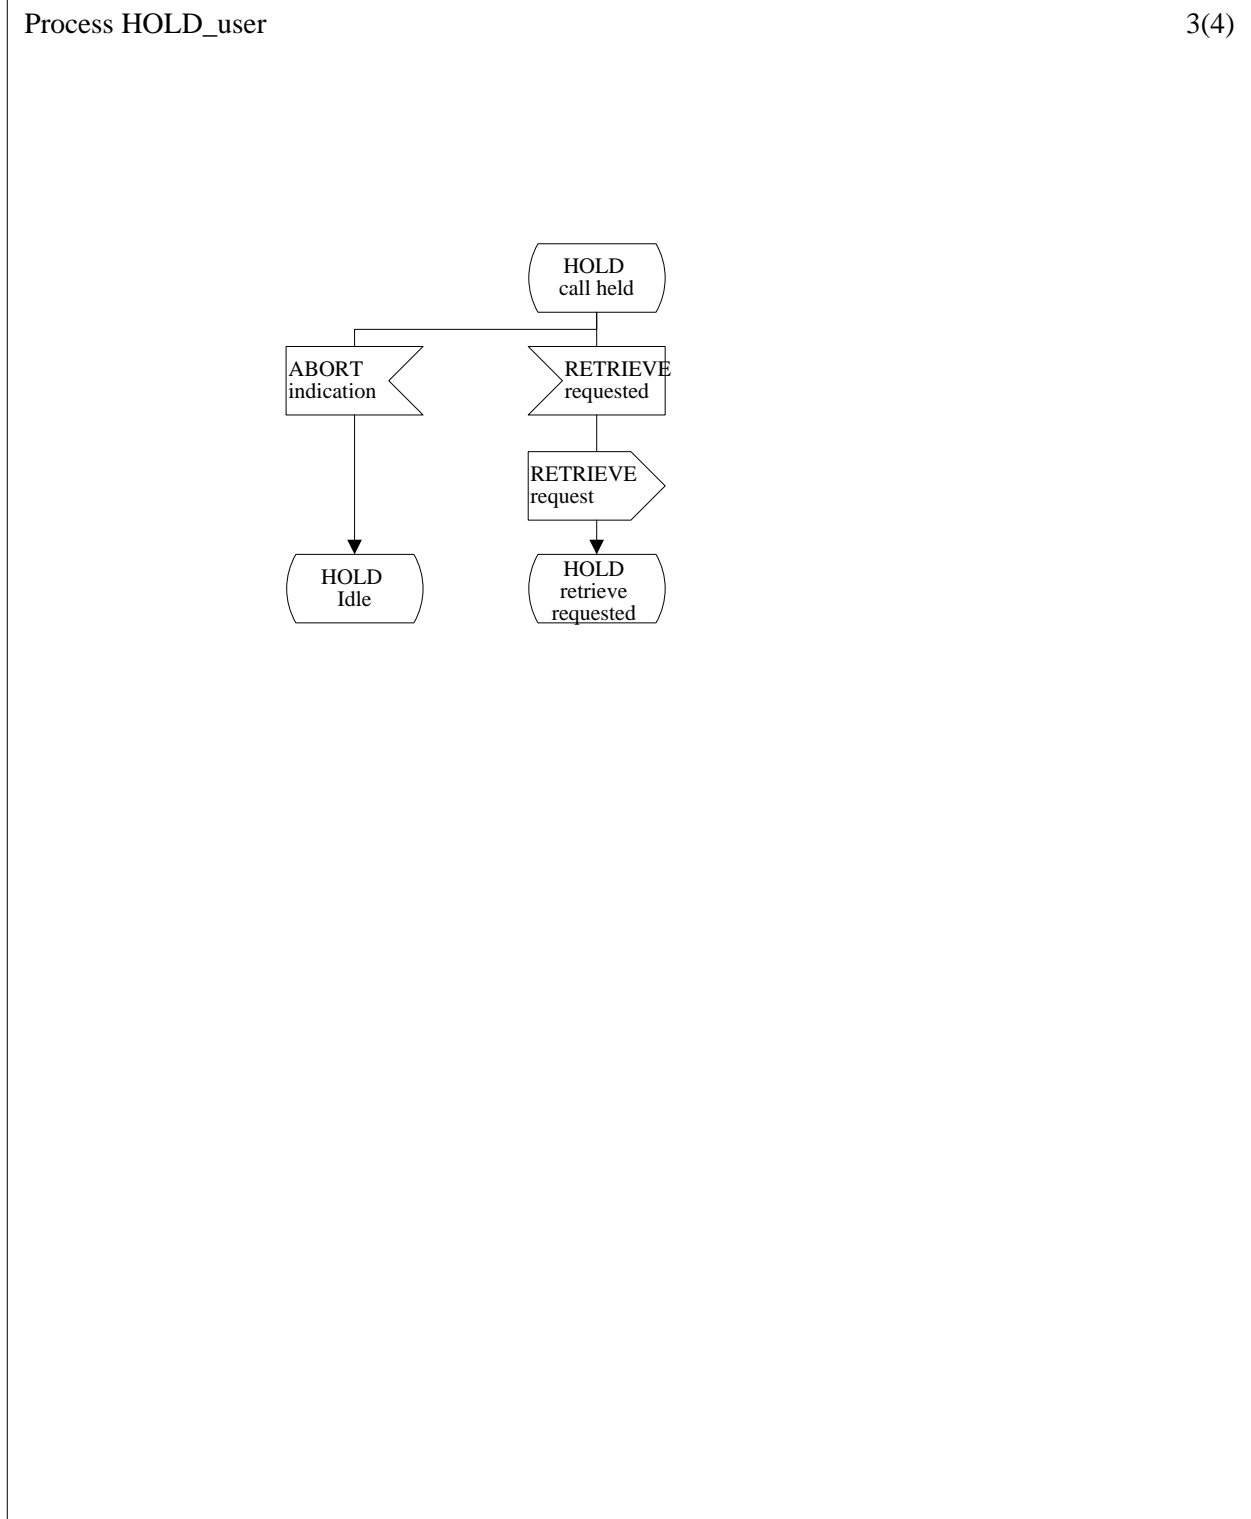 Process HOLD_user
3(4)
HOLD
call held
ABORT
indication
RETRIEVE
requested
RETRIEVE
request
HOLD
Idle
HOLD
retrieve
requested